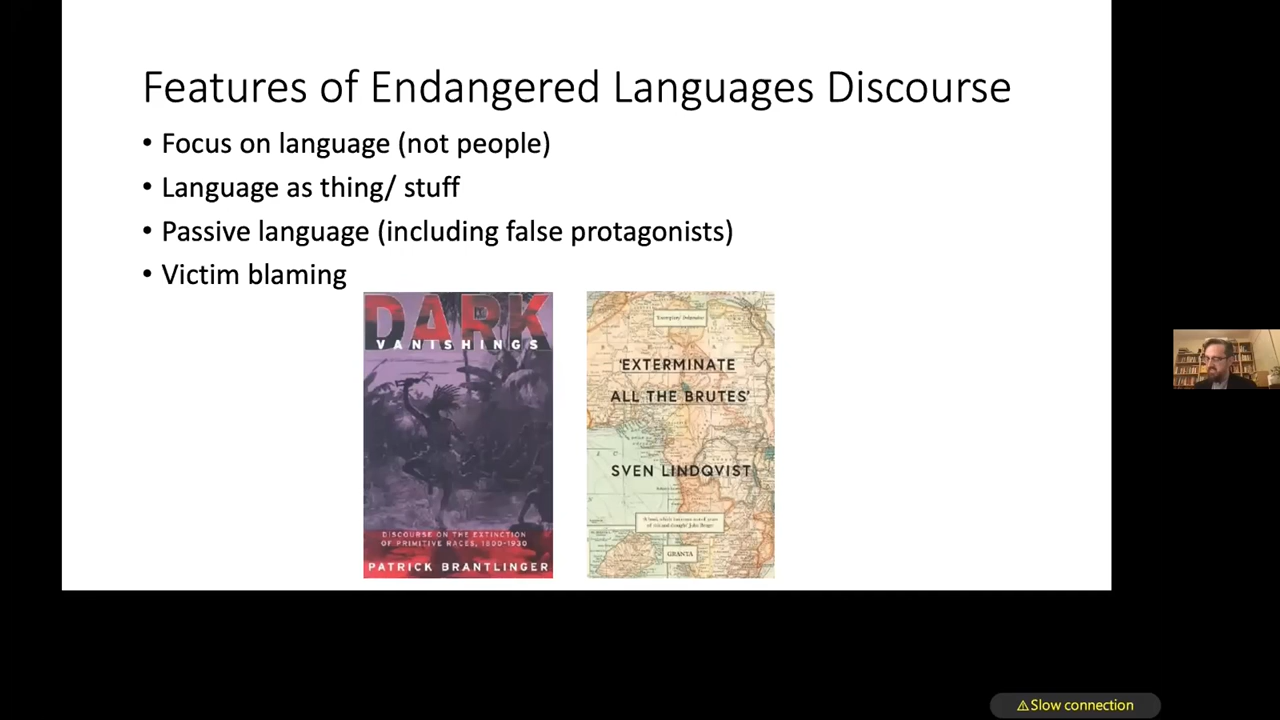 Features of Endangered Languages Discourse
• Focus on language (not people)
• Language as thing/ stuff
• Passive language (including false protagonists)
• Victim blaming
DARK
VANISHINGS
DISCOURSE ON THE EXTINCTION
OF PRIMITIVE RACES, 1800-1930
PATRICK BRANTLINGER
'EXTERMINATE
ALL THE BRUTES'
SVEN LINDQVIST
GRANTA
⚠Slow connection